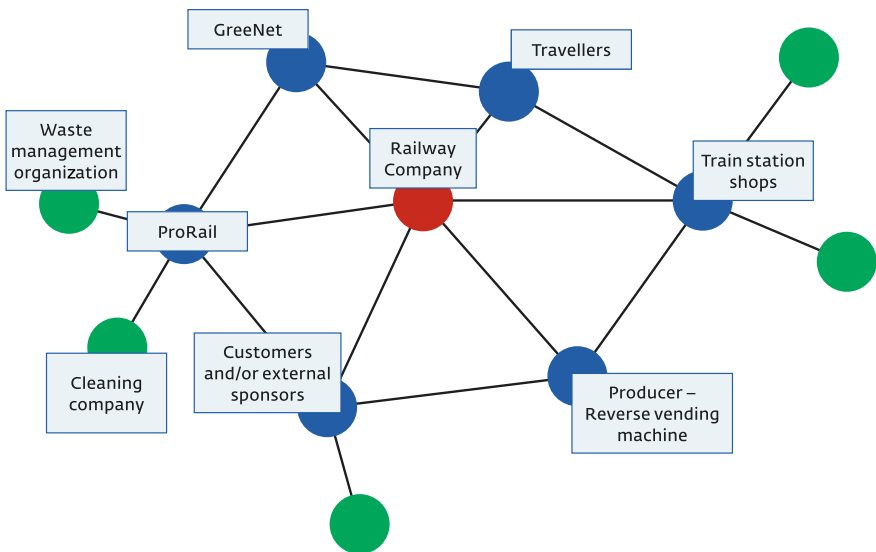 GreeNet
Travellers
Waste
management
organization
Railway
Company
Train station
shops
ProRail
Customers
and/or external
sponsors
Cleaning
company
Producer –
Reverse vending
machine